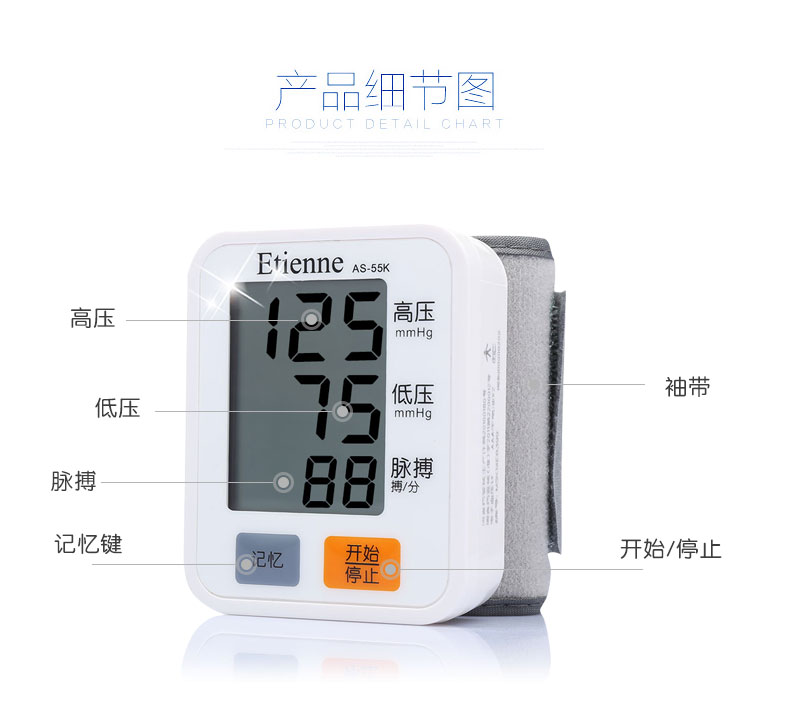 产品细节图
PRODUCT DETAIL CHART
Etienne AS-55K
高压
125
高压
mmHg
低压
75
低压
mmHg
袖带
脉搏
88
脉搏
搏/分
记忆键
记忆
开始
停止
开始/停止